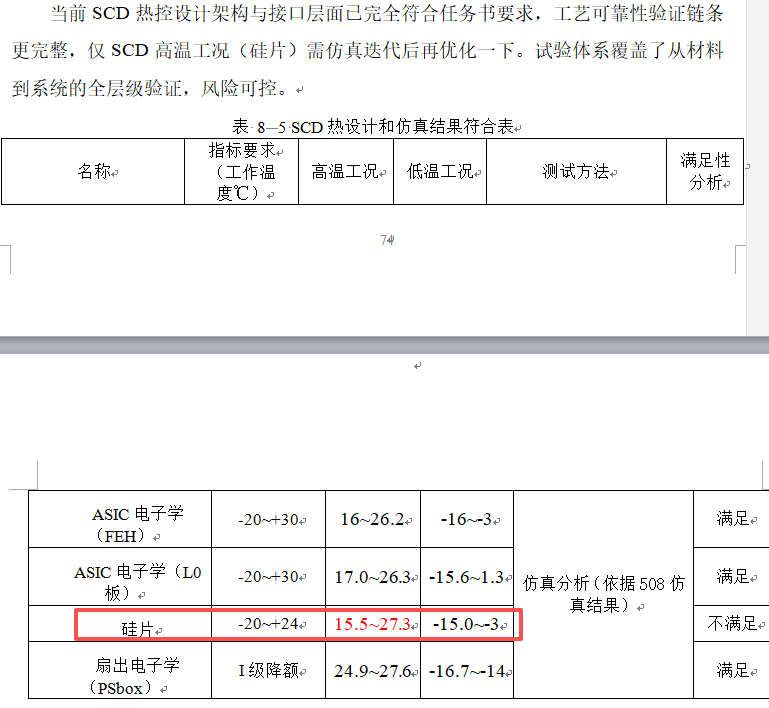 当前 SCD 热控设计架构与接口层面已完全符合任务书要求，工艺可靠性验证链条
更完整，仅 SCD 高温工况（硅片）需仿真迭代后再优化一下。试验体系覆盖了从材料
到系统的全层级验证，风险可控。
表 8—5 SCD 热设计和仿真结果符合表
名称 指标要求（工作温度℃） 高温工况 低温工况 测试方法 满足性分析
74
ASIC 电子学（FEH） -20~+30 16~26.2 -16~-3 仿真分析（依据 508 仿真结果） 满足
ASIC 电子学（L0 板） -20~+30 17.0~26.3 -15.6~1.3 满足
硅片 -20~+24 15.5~27.3 -15.0~-3 不满足
扇出电子学（PSbox） I 级降额 24.9~27.6 -16.7~-14 满足